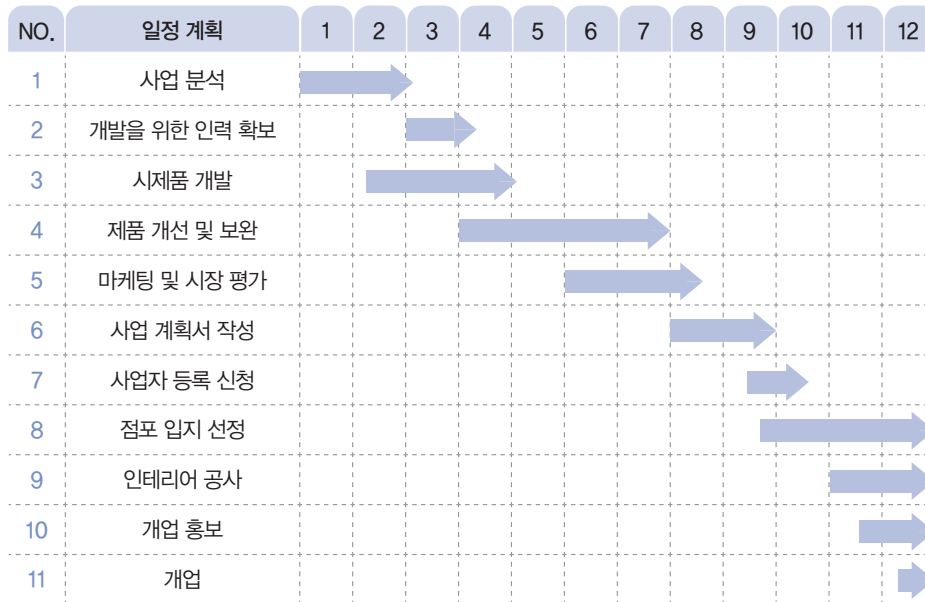 NO. 일정 계획 1 2 3 4 5 6 7 8 9 10 11 12
1 사업 분석
2 개발을 위한 인력 확보
3 시제품 개발
4 제품 개선 및 보완
5 마케팅 및 시장 평가
6 사업 계획서 작성
7 사업자 등록 신청
8 점포 입지 선정
9 인테리어 공사
10 개업 홍보
11 개업